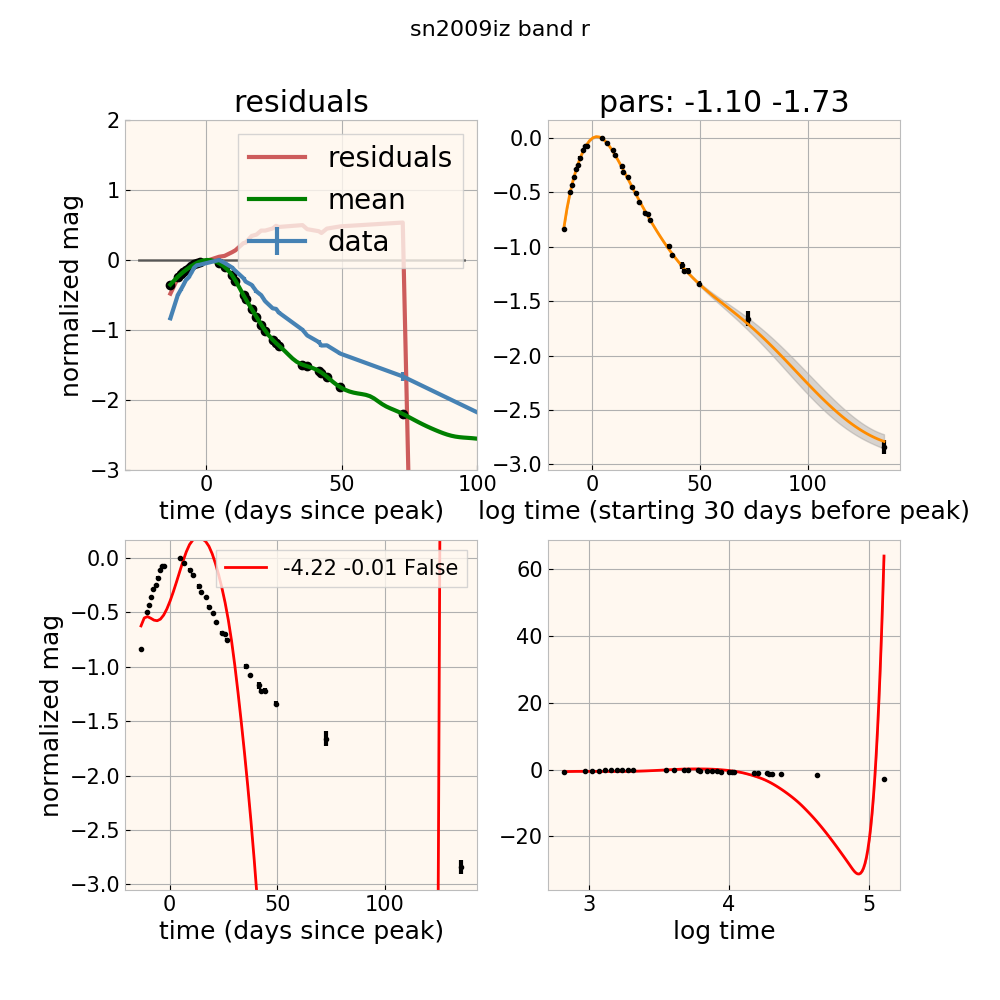 sn2009iz band r
residuals
pars: -1.10 -1.73
normalized mag
2
1
0
−1
−2
−3
residuals
mean
data
0
50
100
time (days since peak)
0.0
−0.5
−1.0
−1.5
−2.0
−2.5
−3.0
0
50
100
log time (starting 30 days before peak)
normalized mag
0.0
−0.5
−1.0
−1.5
−2.0
−2.5
−3.0
-4.22 -0.01 False
0
50
100
time (days since peak)
60
40
20
0
−20
3
4
5
log time